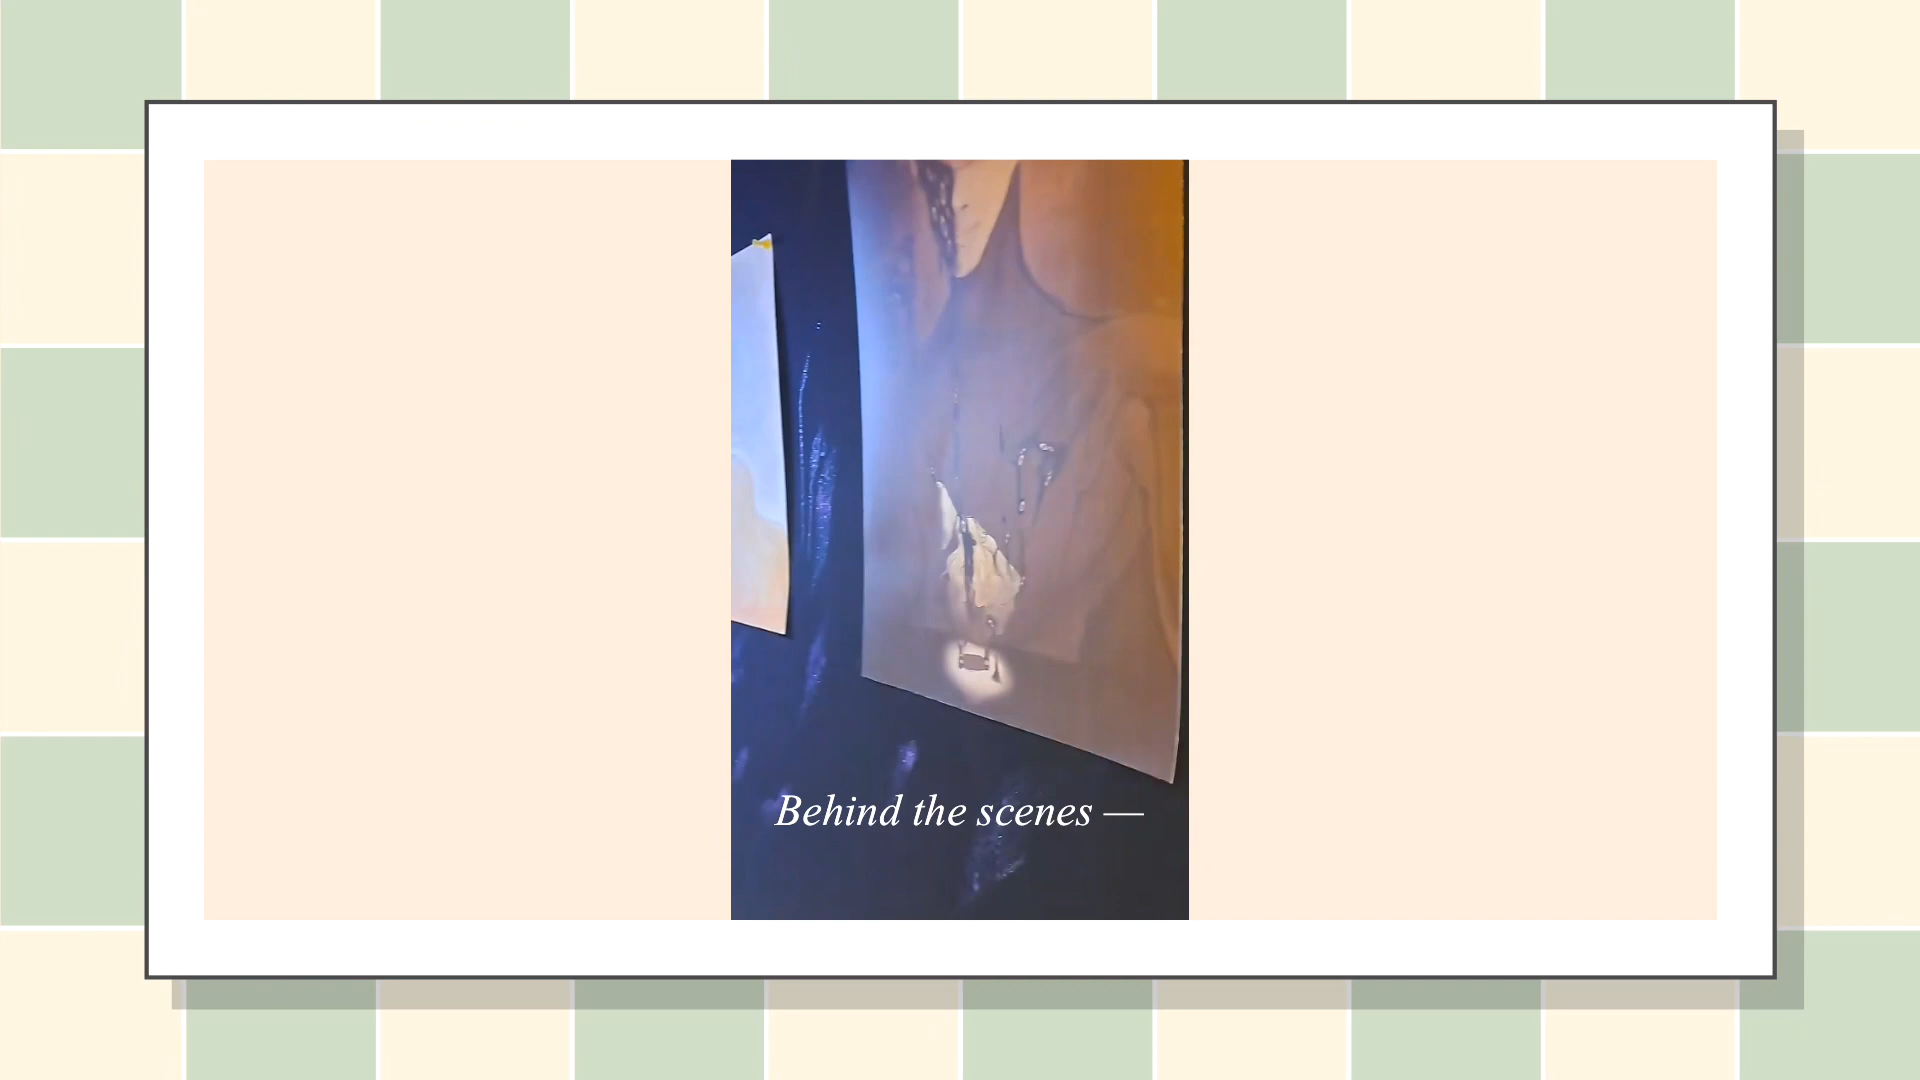 Behind the scenes —